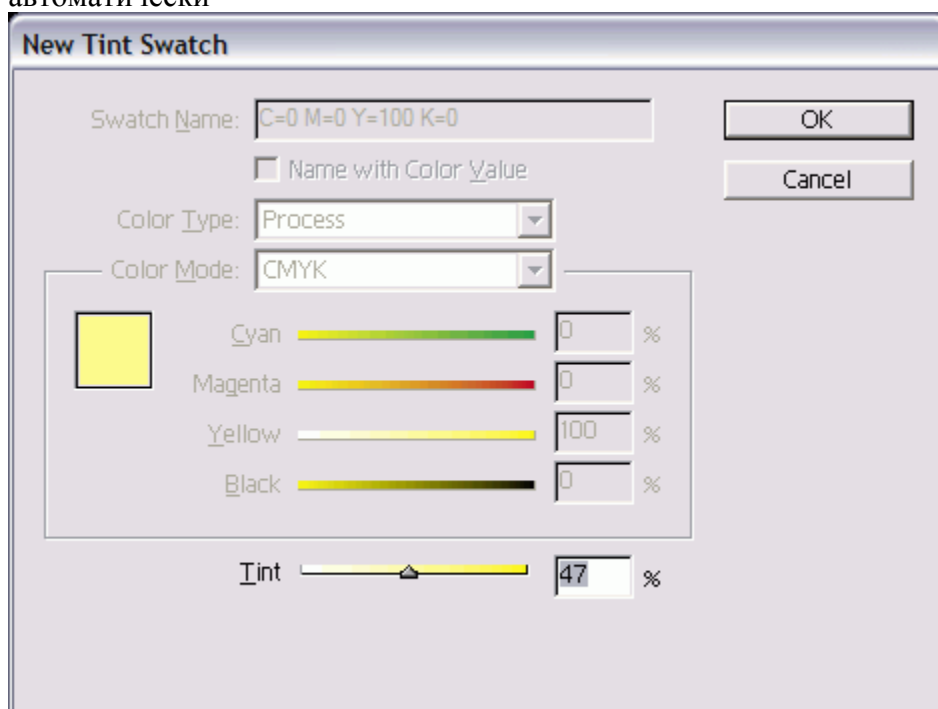 автоматически
New Tint Swatch
Swatch Name: C=0 M=0 Y=100 K=0
OK
Name with Color Value
Cancel
Color Type: Process
Color Mode: CMYK
Cyan 0 %
Magenta 0 %
Yellow 100 %
Black 0 %
Tint 47 %